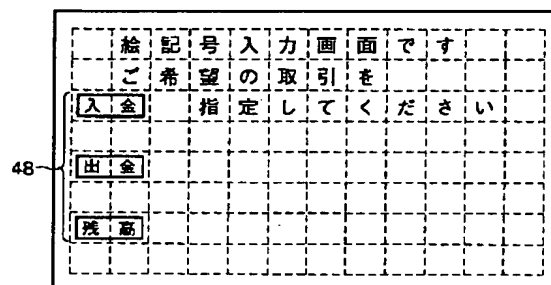 絵記号入力画面です
ご希望の取引を
入金 指定してください
48
出金
残高